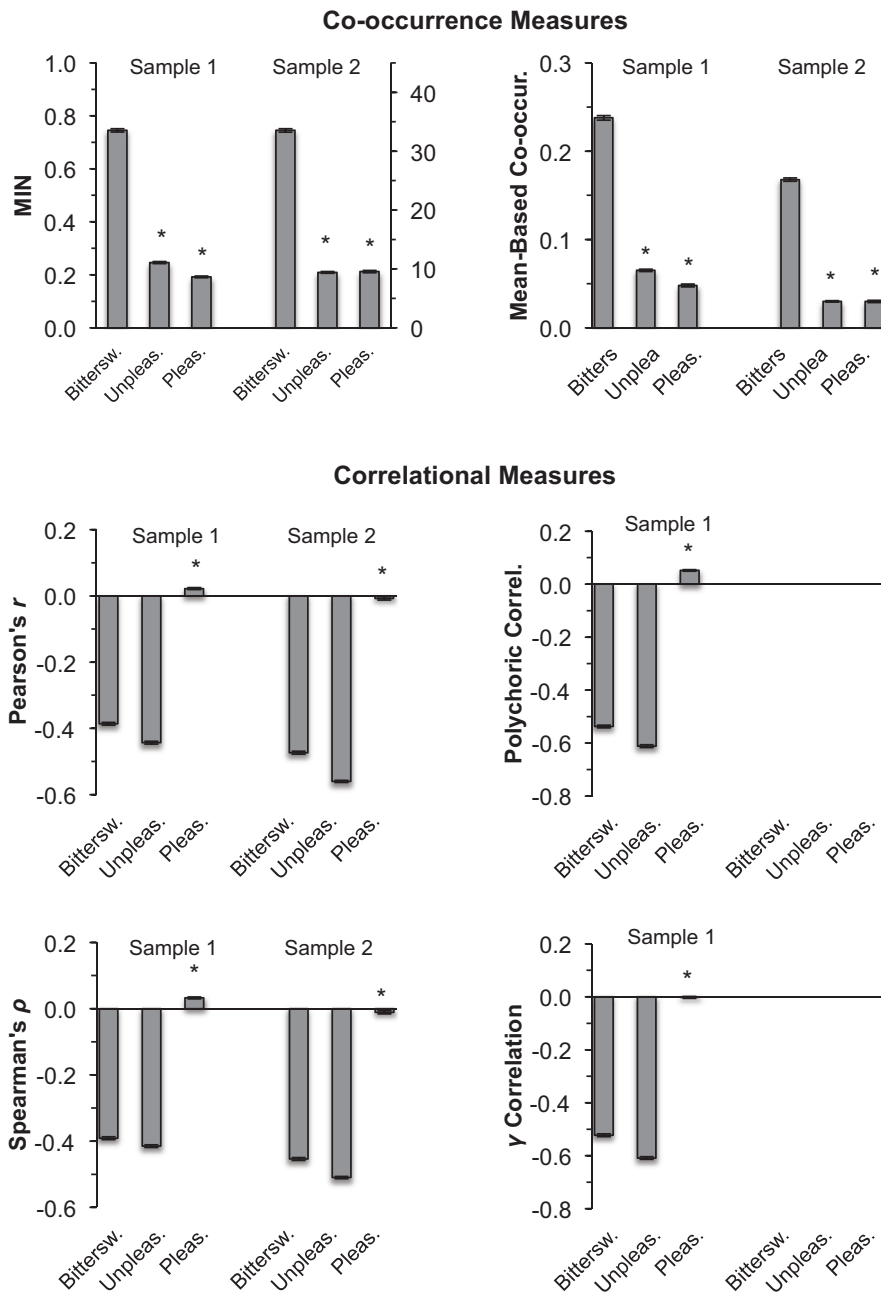 Co-occurrence Measures
Sample 1
Sample 2
MIN
1.0
0.8
0.6
0.4
0.2
0.0
40
30
20
10
0
*
*
*
*
Bittersw.
Unpleas.
Pleas.
Bittersw.
Unpleas.
Pleas.
Sample 1
Sample 2
Mean-Based Co-occur.
0.3
0.2
0.1
0.0
*
*
*
*
Bitters
Unplea
Pleas.
Bitters
Unplea
Pleas.
Correlational Measures
Sample 1
Sample 2
Pearson's r
0.2
0.0
-0.2
-0.4
-0.6
*
*
Bittersw.
Unpleas.
Pleas.
Bittersw.
Unpleas.
Pleas.
Sample 1
Polychoric Correl.
0.2
0.0
-0.2
-0.4
-0.6
-0.8
*
Bittersw.
Unpleas.
Pleas.
Bittersw.
Unpleas.
Pleas.
Sample 1
Sample 2
Spearman's ρ
0.2
0.0
-0.2
-0.4
-0.6
*
*
Bittersw.
Unpleas.
Pleas.
Bittersw.
Unpleas.
Pleas.
Sample 1
γ Correlation
0.2
0.0
-0.2
-0.4
-0.6
-0.8
*
Bittersw.
Unpleas.
Pleas.
Bittersw.
Unpleas.
Pleas.